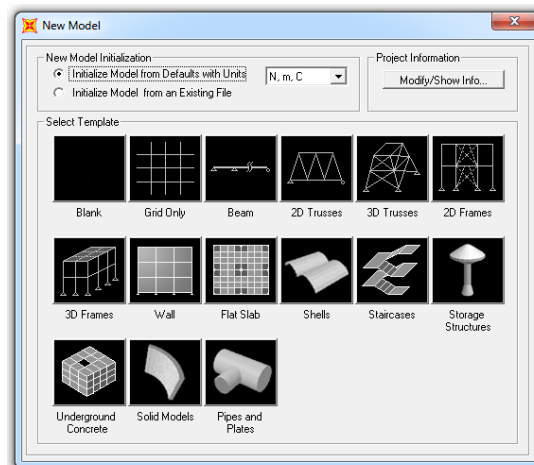 New Model
New Model Initialization
Initialize Model from Defaults with Units
N, m, C
Initialize Model from an Existing File
Project Information
Modify/Show Info...
Select Template
Blank
Grid Only
Beam
2D Trusses
3D Trusses
2D Frames
3D Frames
Wall
Flat Slab
Shells
Staircases
Storage
Structures
Underground
Concrete
Solid Models
Pipes and
Plates